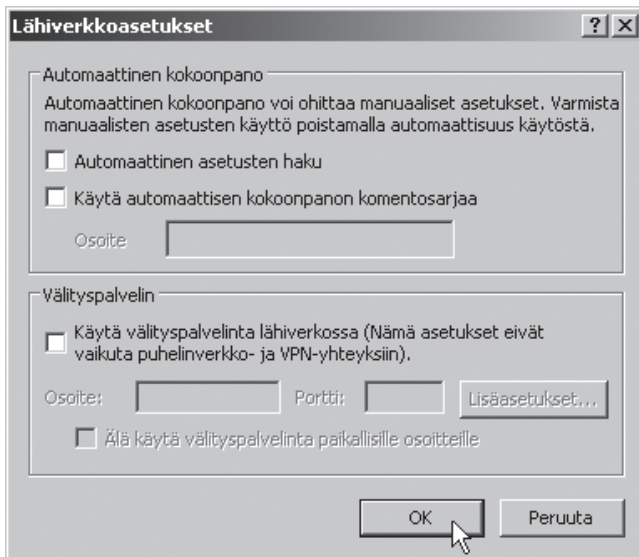 Lähiverkkoasetukset
Automaattinen kokoonpano
Automaattinen kokoonpano voi ohittaa manuaaliset asetukset. Varmista
manuaalisten asetusten käyttö poistamalla automaattisuus käytöstä.
Automaattinen asetusten haku
Käytä automaattisen kokoonpanon komentosarjaa
Osoite
Välityspalvelin
Käytä välityspalvelinta lähiverkossa (Nämä asetukset eivät
vaikuta puhelinverkko- ja VPN-yhteyksiin).
Osoite: Portti: Lisäasetukset...
Älä käytä välityspalvelinta paikallisille osoitteille
OK Peruuta